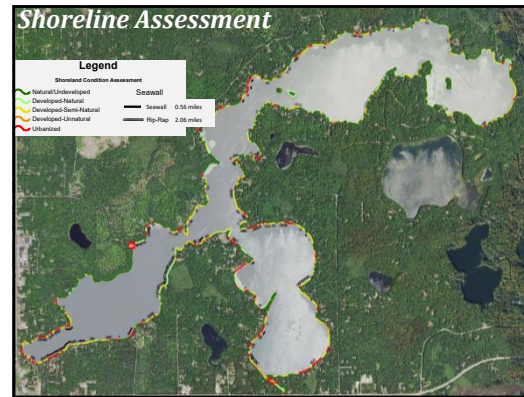 Shoreline Assessment
Legend
Shoreland Condition Assessment
Natural/Undeveloped
Developed-Natural
Developed-Semi-Natural
Developed-Unnatural
Urbanized
Seawall
Seawall 0.56 miles
Rip-Rap 2.06 miles